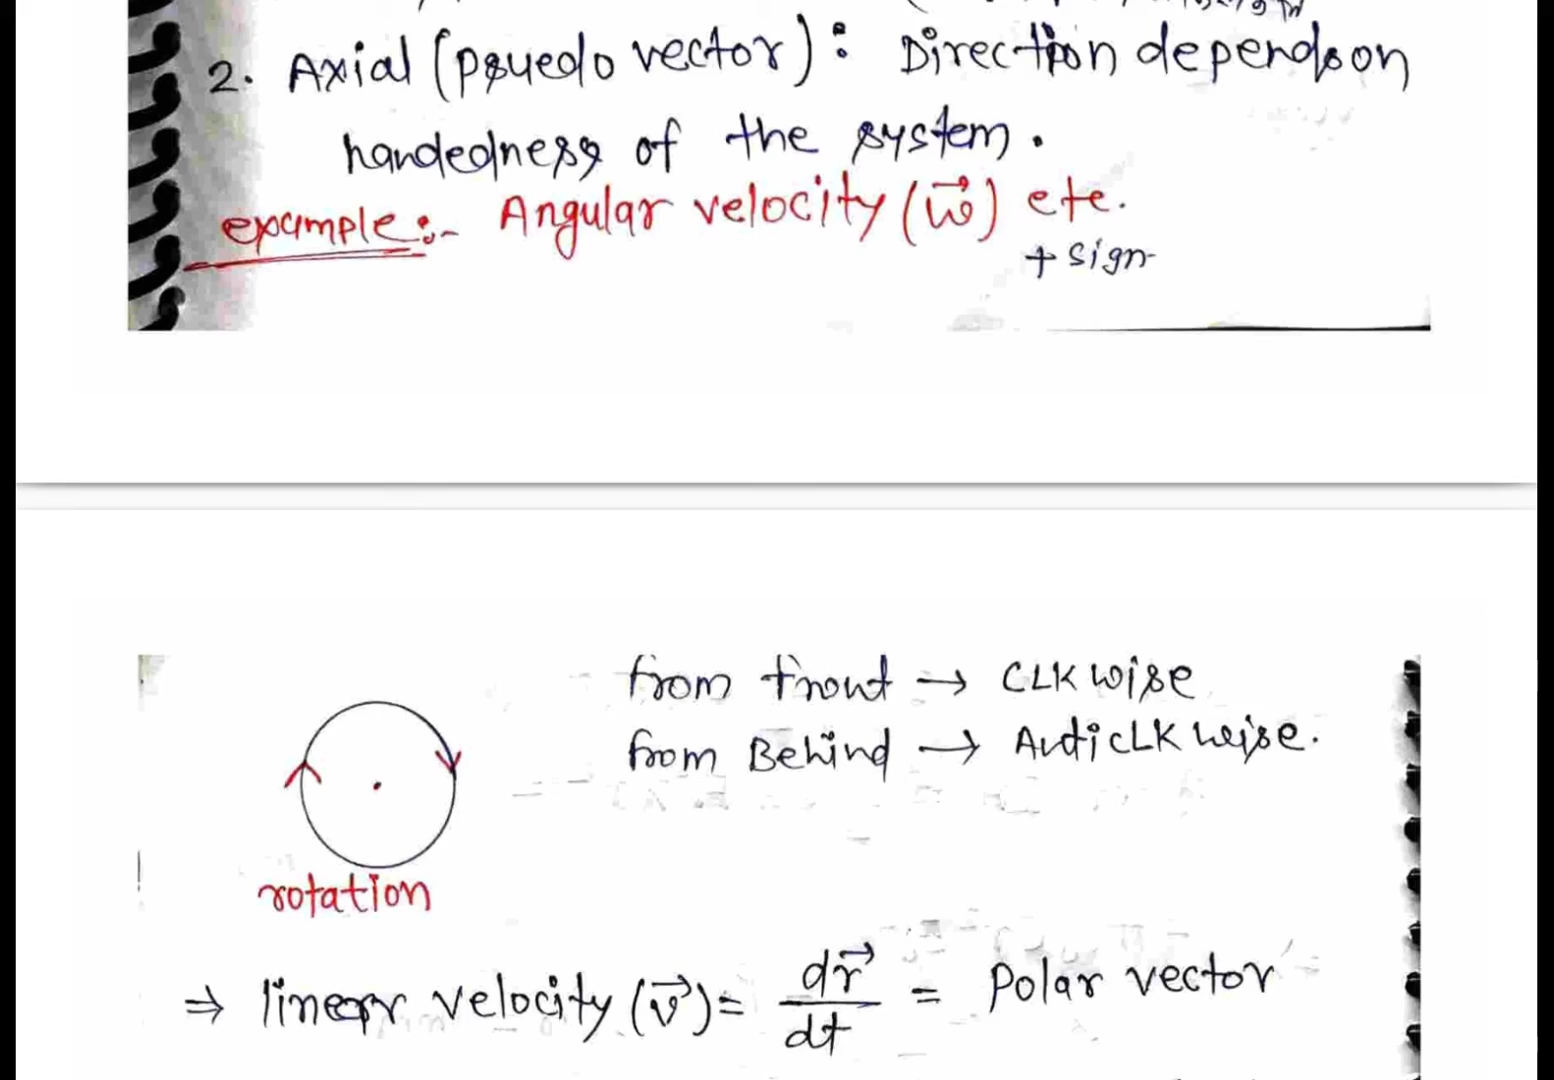 2. Axial (psuedo vector): Direction depends on
handedness of the system.
example:- Angular velocity (ω⃗) etc.
+ sign
from front → CLK wise
from Behind → AnticLK wise.
rotation
⇒ linear velocity (v⃗) = dr⃗/dt = Polar vector